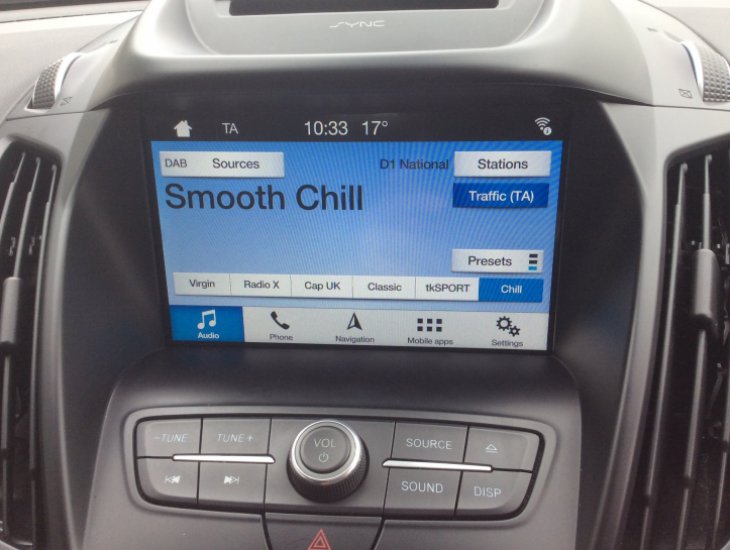 SYNC
TA 10:33 17°
DAB Sources D1 National Stations
Smooth Chill
Traffic (TA)
Presets
Virgin Radio X Cap UK Classic tkSPORT Chill
Audio Phone Navigation Mobile apps Settings
-TUNE TUNE+ VOL SOURCE
SOUND DISP